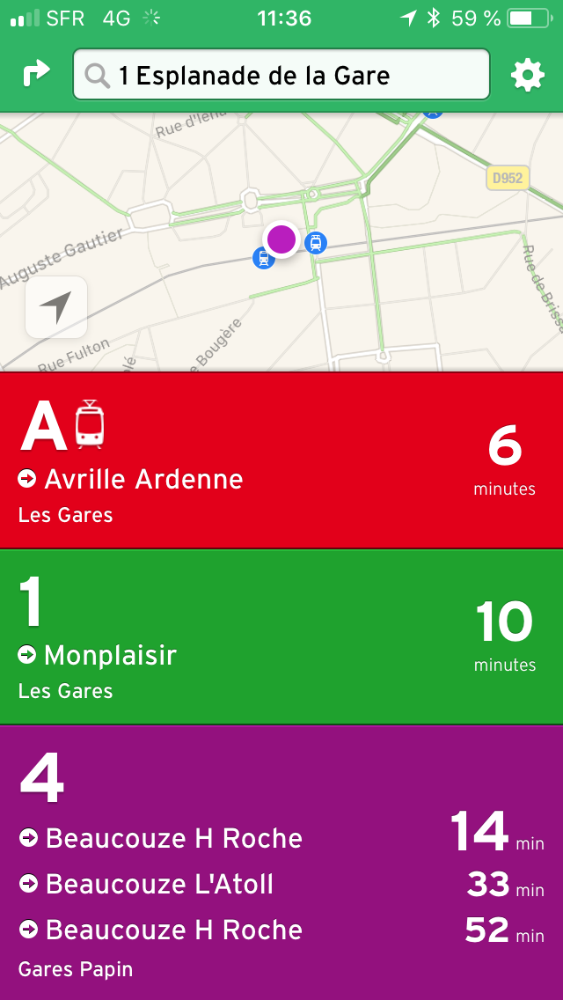 SFR 4G 11:36 59 %
1 Esplanade de la Gare
Rue d'Iéna
D952
Auguste Gautier
Rue de Brissa
Rue Fulton
e Bougère
A
6
Avrille Ardenne
minutes
Les Gares
1
10
Monplaisir
minutes
Les Gares
4
Beaucouze H Roche 14 min
Beaucouze L'Atoll 33 min
Beaucouze H Roche 52 min
Gares Papin